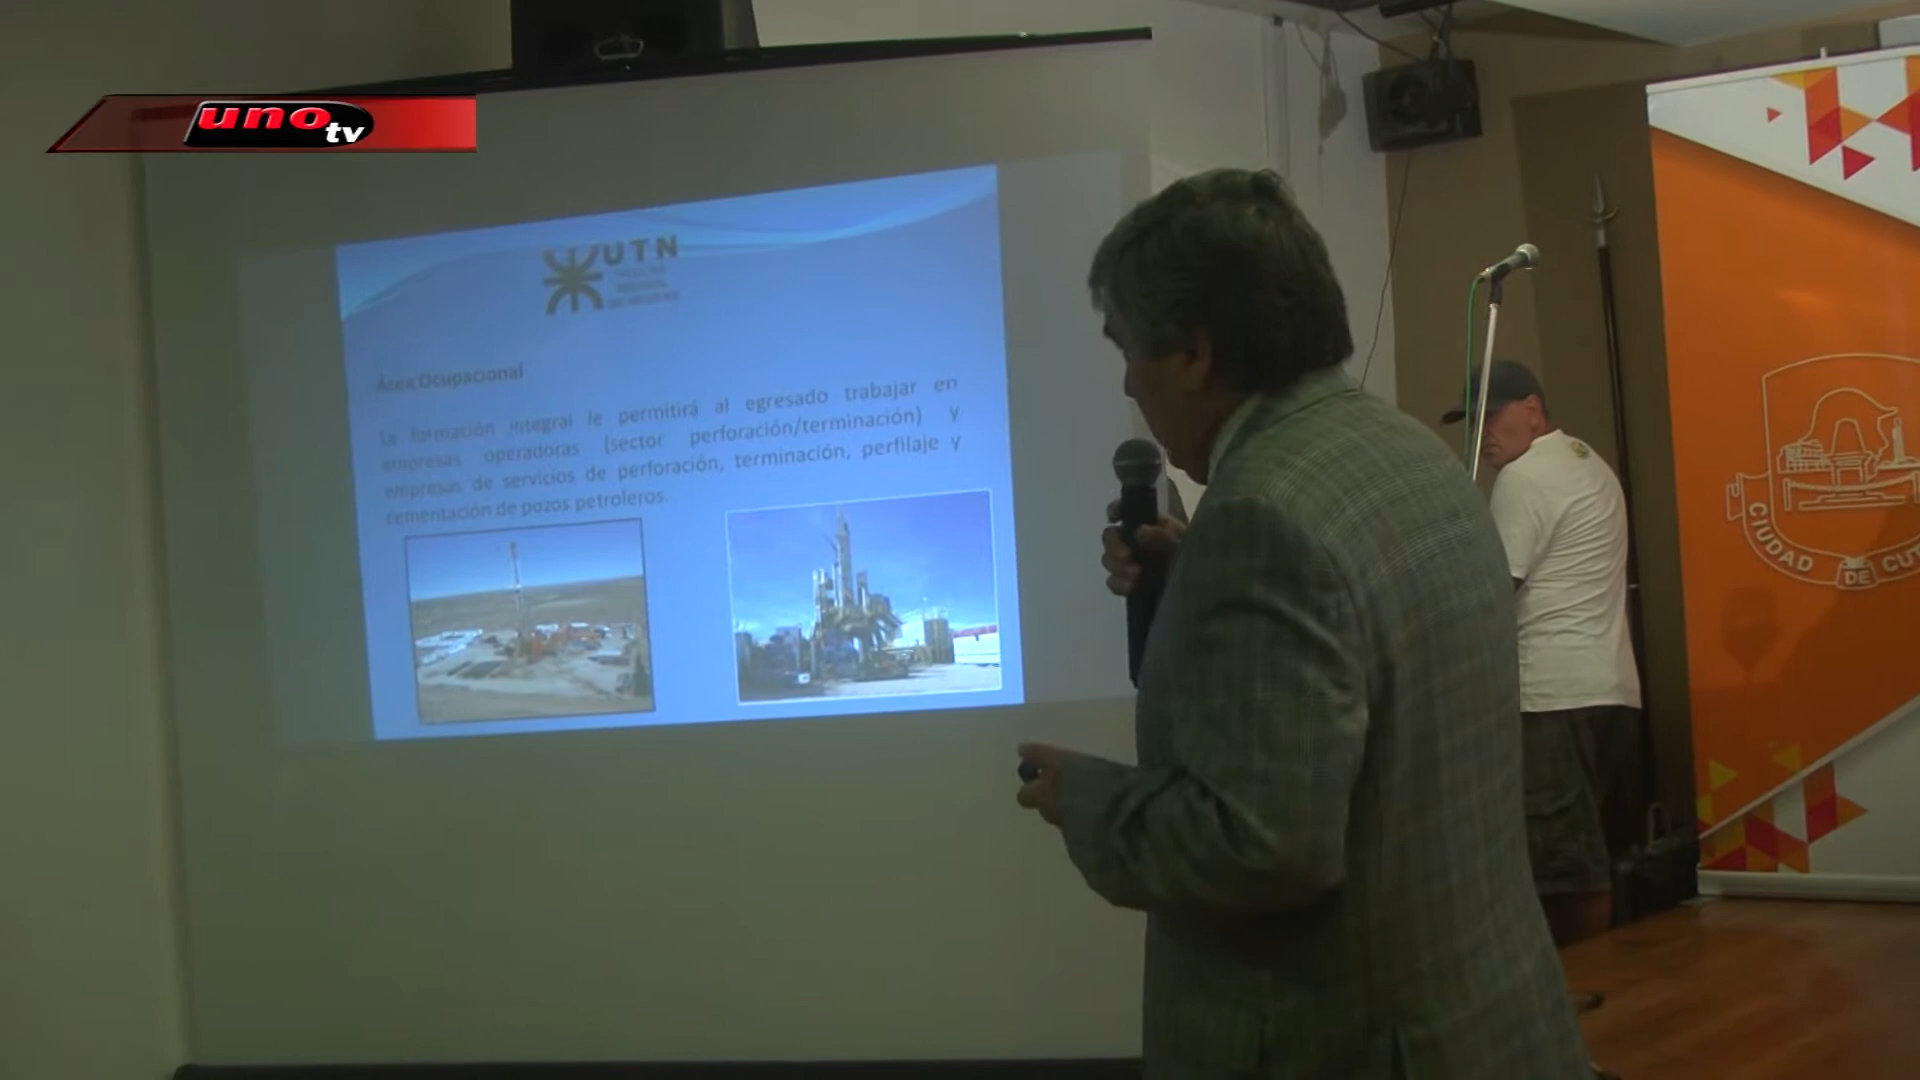 uno
tv
UTN
Área Ocupacional
La formación integral le permitirá al egresado trabajar en
empresas operadoras (sector perforación/terminación) y
empresas de servicios de perforación, terminación, perfilaje y
cementación de pozos petroleros.
CIUDAD DE CUT